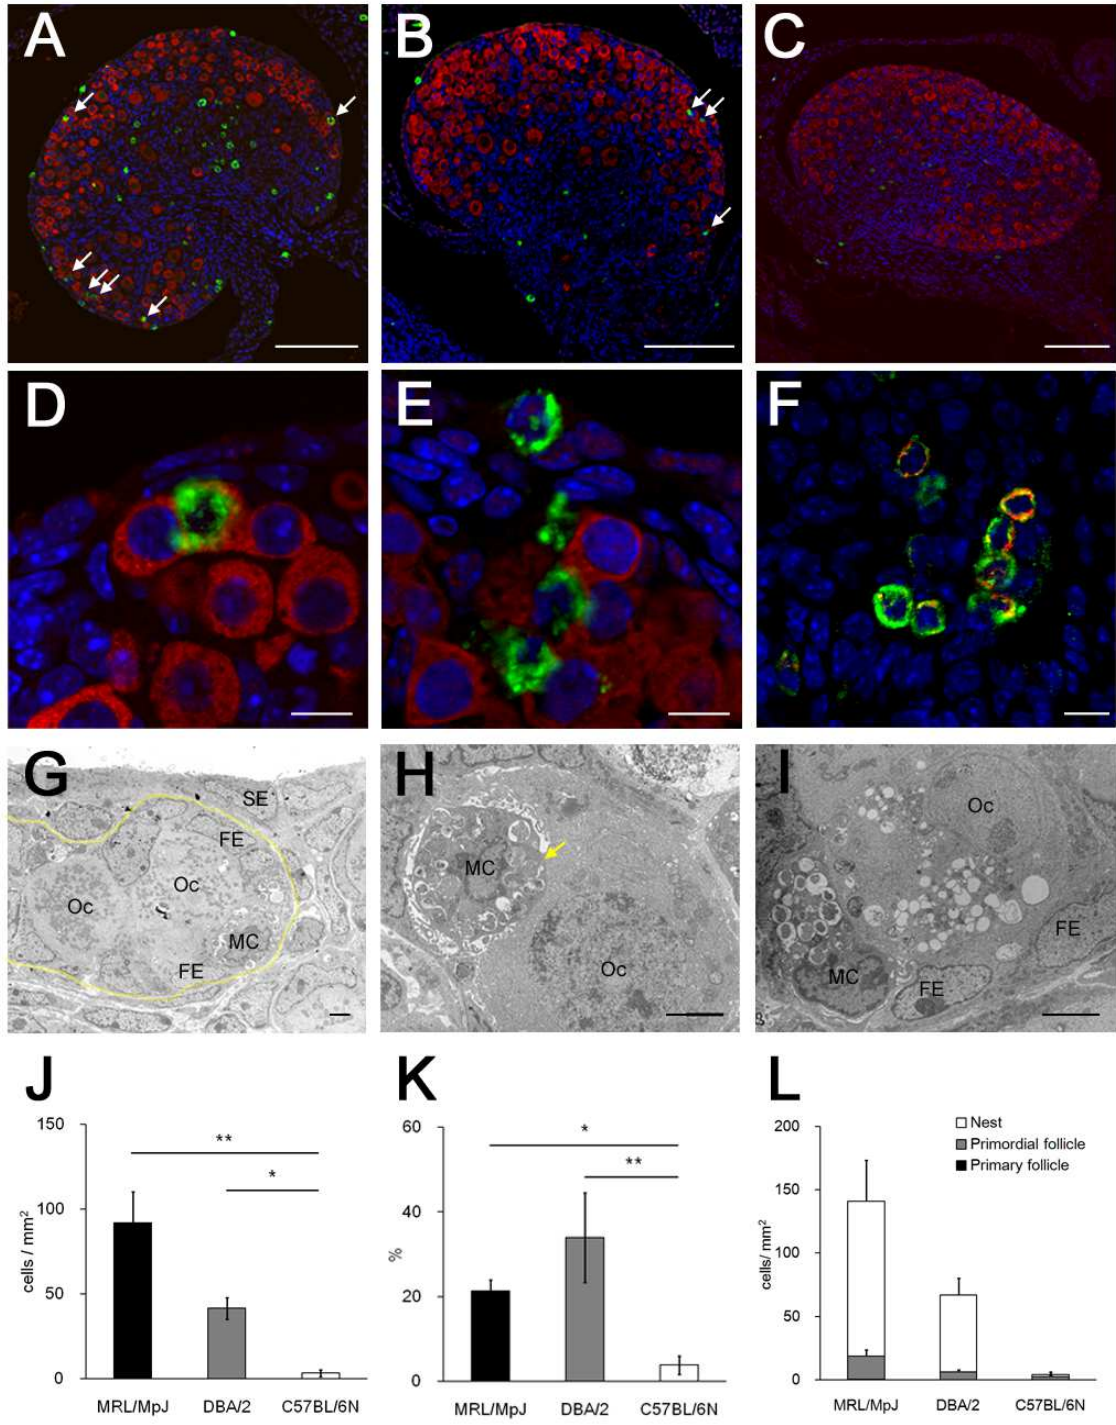 A
B
C
D
E
F
G
SE
FE
Oc
Oc
MC
FE
H
MC
Oc
I
Oc
FE
MC
FE
J
150
**
*
100
cells / mm²
50
0
MRL/MpJ DBA/2 C57BL/6N
K
60
*
**
40
%
20
0
MRL/MpJ DBA/2 C57BL/6N
L
Nest
Primordial follicle
Primary follicle
200
150
100
cells/ mm²
50
0
MRL/MpJ DBA/2 C57BL/6N